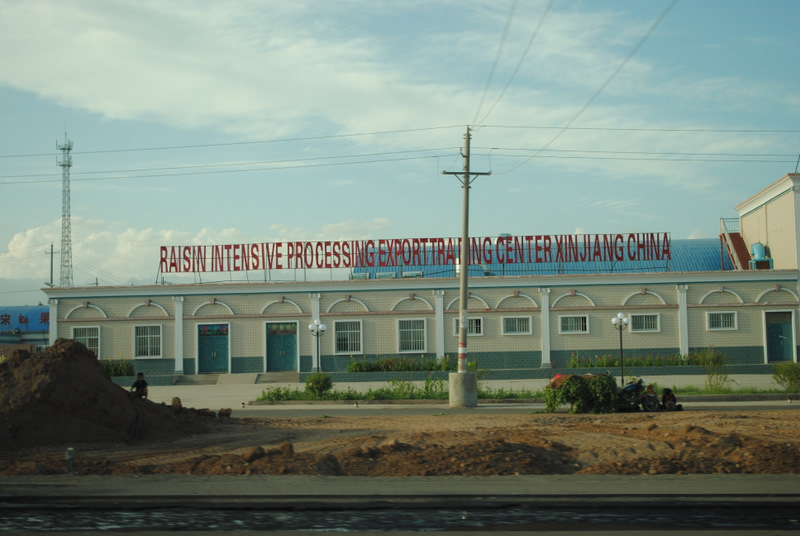 RAISIN INTENSIVE PROCESSING EXPORT TRADING CENTER XINJIANG CHINA